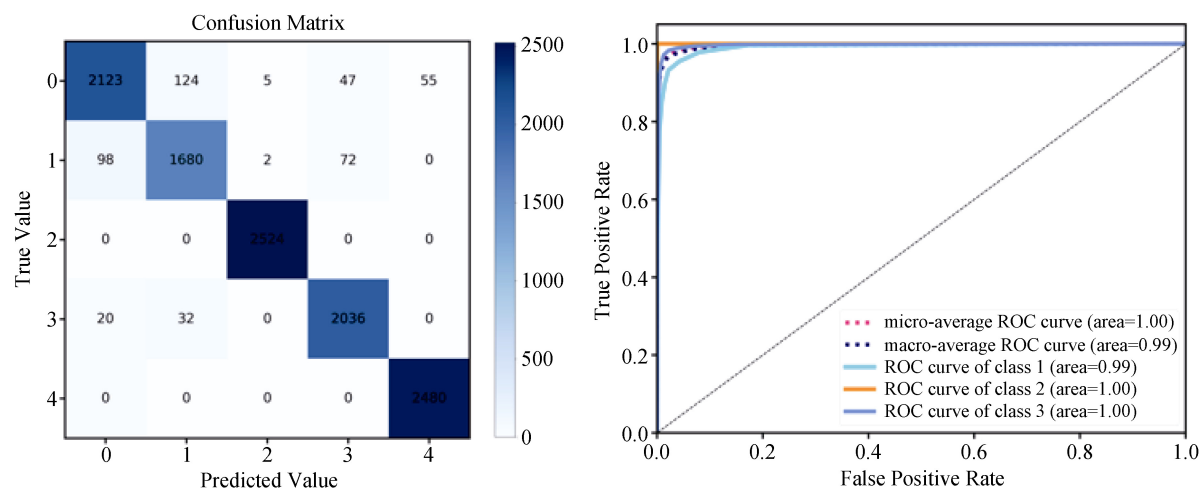 Confusion Matrix
True Value
0
2123 124 5 47 55
1
98 1680 2 72 0
2
0 0 2524 0 0
3
20 32 0 2036 0
4
0 0 0 0 2480
0 1 2 3 4
Predicted Value
2500
2000
1500
1000
500
0
True Positive Rate
1.0
0.8
0.6
0.4
0.2
0.0
micro-average ROC curve (area=1.00)
macro-average ROC curve (area=0.99)
ROC curve of class 1 (area=0.99)
ROC curve of class 2 (area=1.00)
ROC curve of class 3 (area=1.00)
0.0 0.2 0.4 0.6 0.8 1.0
False Positive Rate